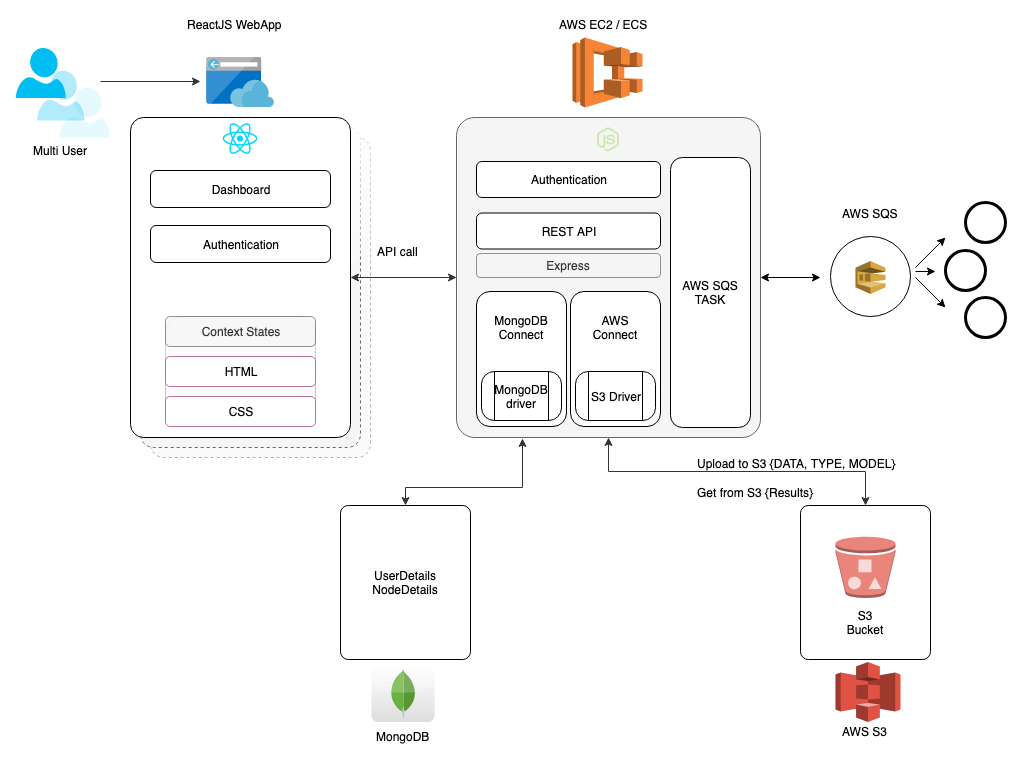 ReactJS WebApp
AWS EC2 / ECS
Multi User
Dashboard
Authentication
Context States
HTML
CSS
API call
JS
Authentication
REST API
Express
MongoDB
Connect
AWS
Connect
MongoDB
driver
S3 Driver
AWS SQS
TASK
AWS SQS
Upload to S3 {DATA, TYPE, MODEL}
Get from S3 {Results}
UserDetails
NodeDetails
S3
Bucket
MongoDB
AWS S3